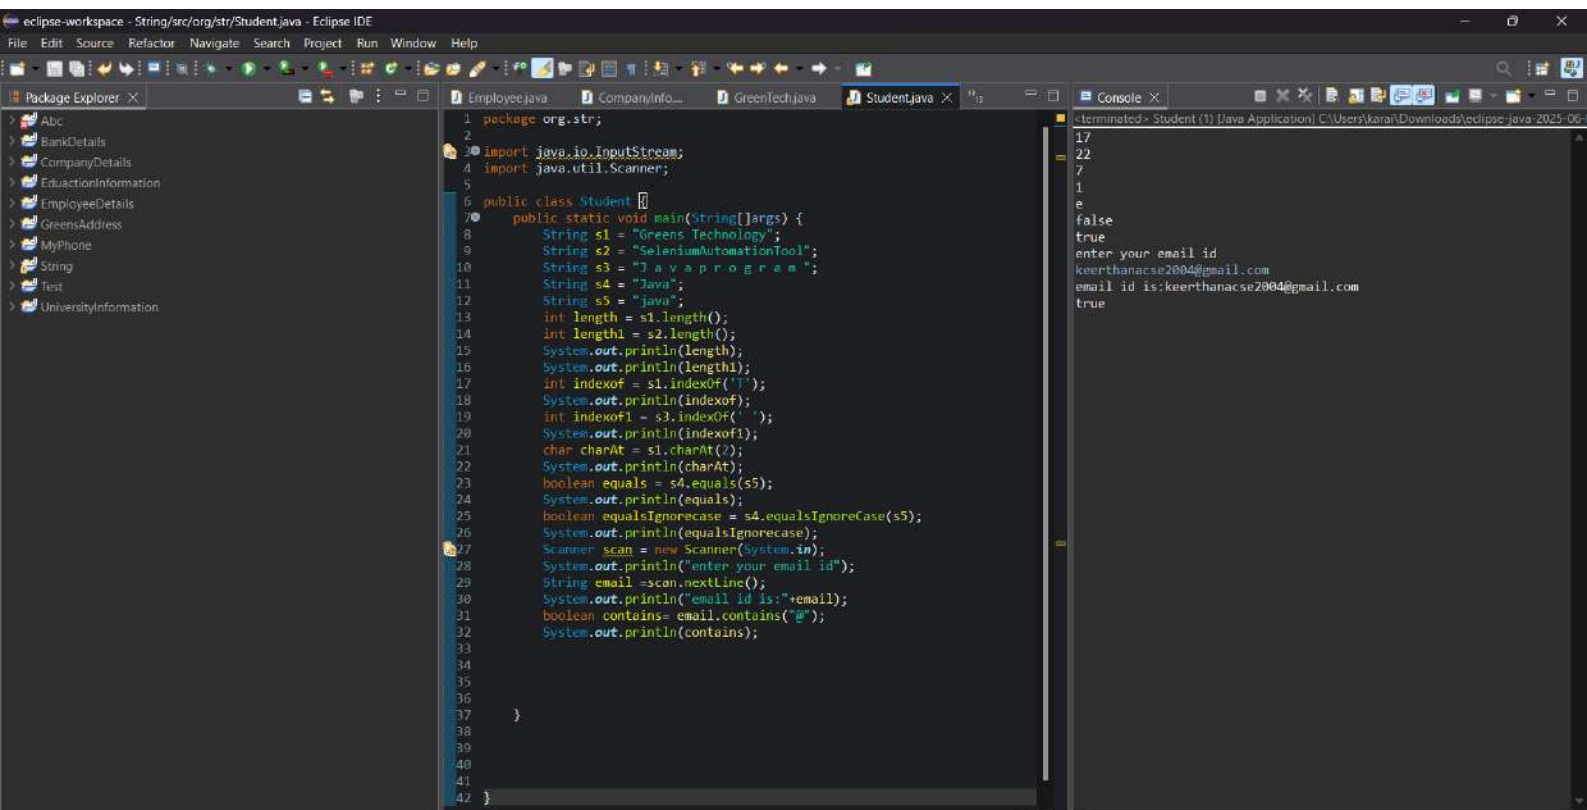 eclipse-workspace - String/src/org/str/Student.java - Eclipse IDE
File Edit Source Refactor Navigate Search Project Run Window Help
Package Explorer
Abc
BankDetails
CompanyDetails
EduactionInformation
EmployeeDetails
GreensAddress
MyPhone
String
Test
UniversityInformation
Employee.java CompanyInfo.... GreenTech.java Student.java "13
1 package org.str;
2
3 import java.io.InputStream;
4 import java.util.Scanner;
5
6 public class Student {
7 public static void main(String[]args) {
8 String s1 = "Greens Technology";
9 String s2 = "SeleniumAutomationTool";
10 String s3 = "J a v a p r o g r a m ";
11 String s4 = "Java";
12 String s5 = "java";
13 int length = s1.length();
14 int length1 = s2.length();
15 System.out.println(length);
16 System.out.println(length1);
17 int indexof = s1.indexOf('T');
18 System.out.println(indexof);
19 int indexof1 = s3.indexOf(' ');
20 System.out.println(indexof1);
21 char charAt = s1.charAt(2);
22 System.out.println(charAt);
23 boolean equals = s4.equals(s5);
24 System.out.println(equals);
25 boolean equalsIgnorecase = s4.equalsIgnoreCase(s5);
26 System.out.println(equalsIgnorecase);
27 Scanner scan = new Scanner(System.in);
28 System.out.println("enter your email id");
29 String email =scan.nextLine();
30 System.out.println("email id is:"+email);
31 boolean contains= email.contains("@");
32 System.out.println(contains);
33
34
35
36
37 }
38
39
40
41
42 }
Console
<terminated> Student (1) [Java Application] C:\Users\karai\Downloads\eclipse-java-2025-06-
17
22
7
1
e
false
true
enter your email id
keerthanacse2004@gmail.com
email id is:keerthanacse2004@gmail.com
true